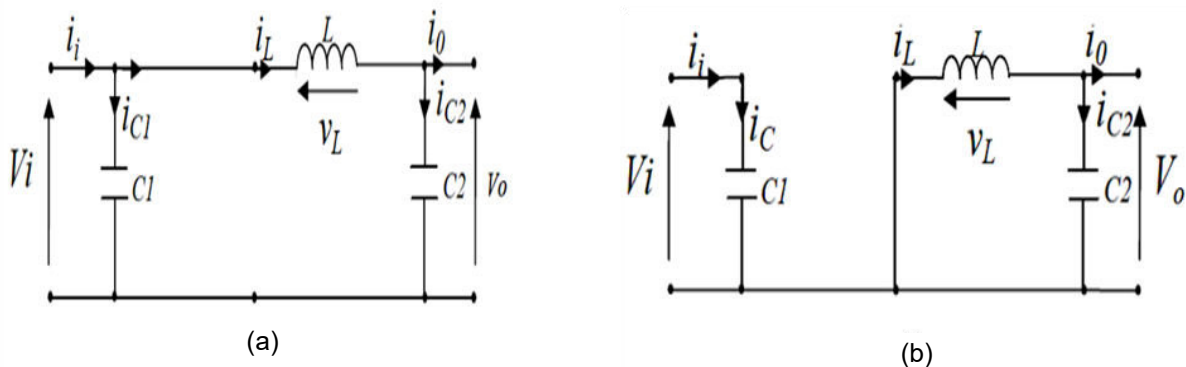 i_i i_L L i_0
i_C1 v_L i_C2
Vi C1 C2 v_o
(a)
i_i i_L L i_0
i_C v_L i_C2
Vi C1 C2 V_o
(b)